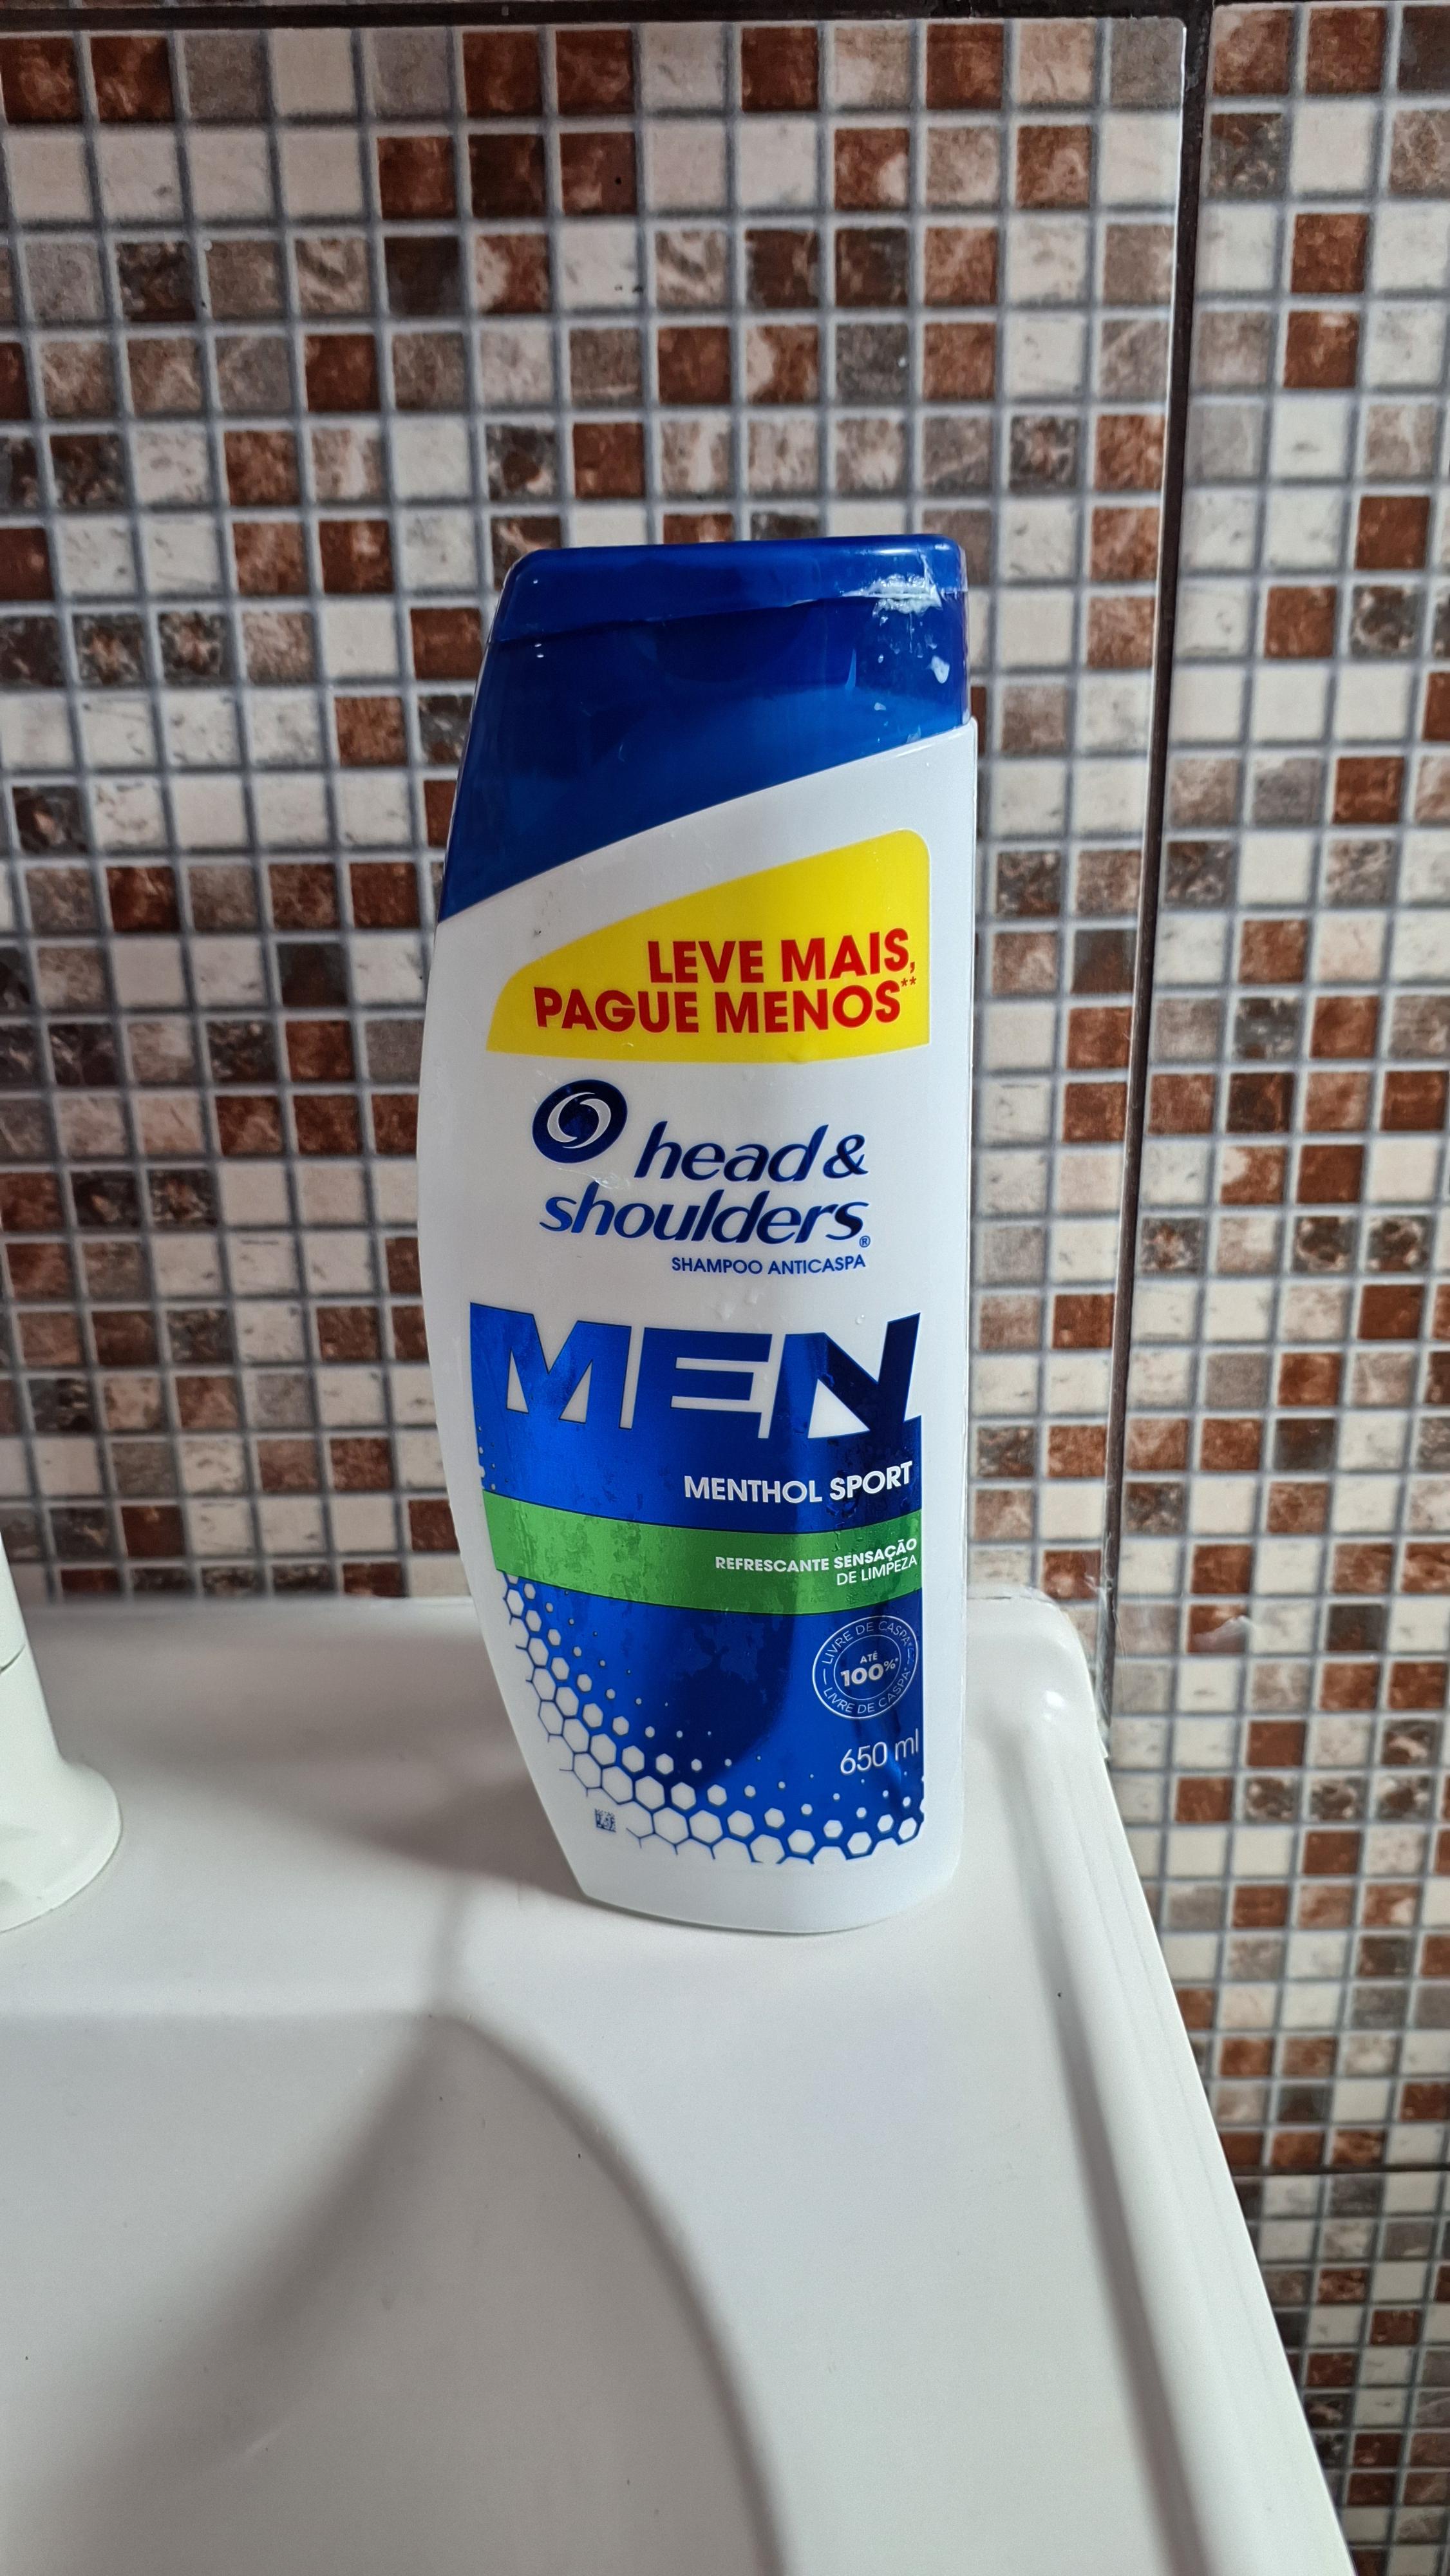 LEVE MAIS,
PAGUE MENOS**
head &
shoulders®
SHAMPOO ANTICASPA
MEN
MENTHOL SPORT
REFRESCANTE SENSAÇÃO
DE LIMPEZA
LIVRE DE CASPA*
ATÉ
100%*
LIVRE DE CASPA*
650 ml